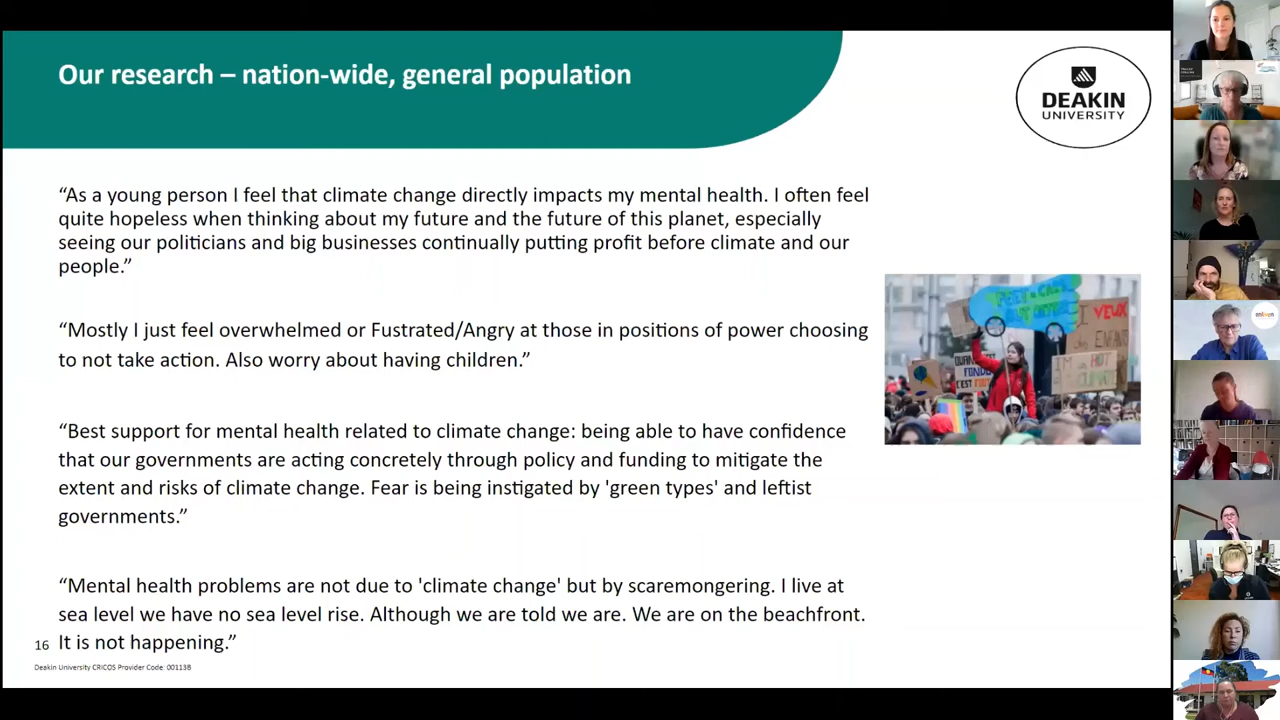 Our research – nation-wide, general population
DEAKIN
UNIVERSITY
“As a young person I feel that climate change directly impacts my mental health. I often feel
quite hopeless when thinking about my future and the future of this planet, especially
seeing our politicians and big businesses continually putting profit before climate and our
people.”
“Mostly I just feel overwhelmed or Fustrated/Angry at those in positions of power choosing
to not take action. Also worry about having children.”
I VEUX
ENFANTS
I'M HOT
FOND
C'EST FOUTU
“Best support for mental health related to climate change: being able to have confidence
that our governments are acting concretely through policy and funding to mitigate the
extent and risks of climate change. Fear is being instigated by 'green types' and leftist
governments.”
“Mental health problems are not due to 'climate change' but by scaremongering. I live at
sea level we have no sea level rise. Although we are told we are. We are on the beachfront.
It is not happening.”
16
Deakin University CRICOS Provider Code: 00113B